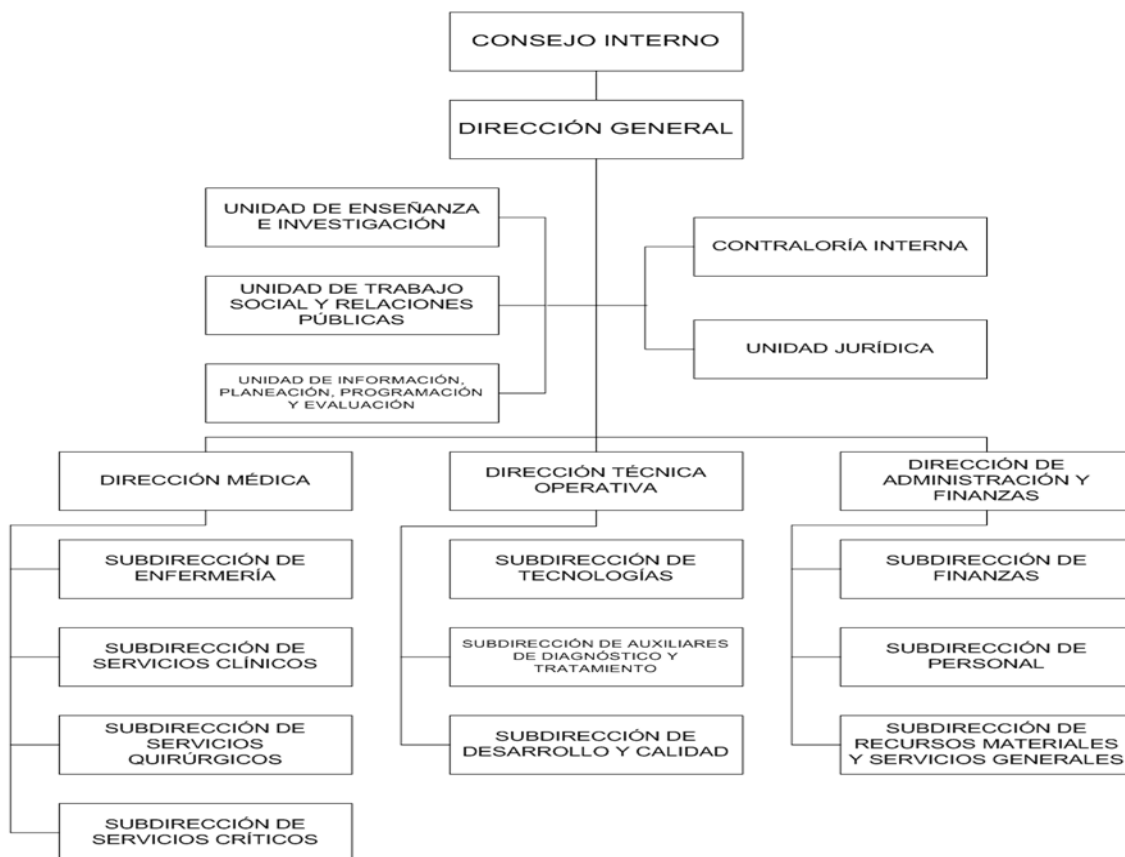 CONSEJO INTERNO
DIRECCIÓN GENERAL
UNIDAD DE ENSEÑANZA
E INVESTIGACIÓN
CONTRALORÍA INTERNA
UNIDAD DE TRABAJO
SOCIAL Y RELACIONES
PÚBLICAS
UNIDAD JURÍDICA
UNIDAD DE INFORMACIÓN,
PLANEACIÓN, PROGRAMACIÓN
Y EVALUACIÓN
DIRECCIÓN MÉDICA
SUBDIRECCIÓN DE
ENFERMERÍA
SUBDIRECCIÓN DE
SERVICIOS CLÍNICOS
SUBDIRECCIÓN DE
SERVICIOS
QUIRÚRGICOS
SUBDIRECCIÓN DE
SERVICIOS CRÍTICOS
DIRECCIÓN TÉCNICA
OPERATIVA
SUBDIRECCIÓN DE
TECNOLOGÍAS
SUBDIRECCIÓN DE AUXILIARES
DE DIAGNÓSTICO Y
TRATAMIENTO
SUBDIRECCIÓN DE
DESARROLLO Y CALIDAD
DIRECCIÓN DE
ADMINISTRACIÓN Y
FINANZAS
SUBDIRECCIÓN DE
FINANZAS
SUBDIRECCIÓN DE
PERSONAL
SUBDIRECCIÓN DE
RECURSOS MATERIALES
Y SERVICIOS GENERALES